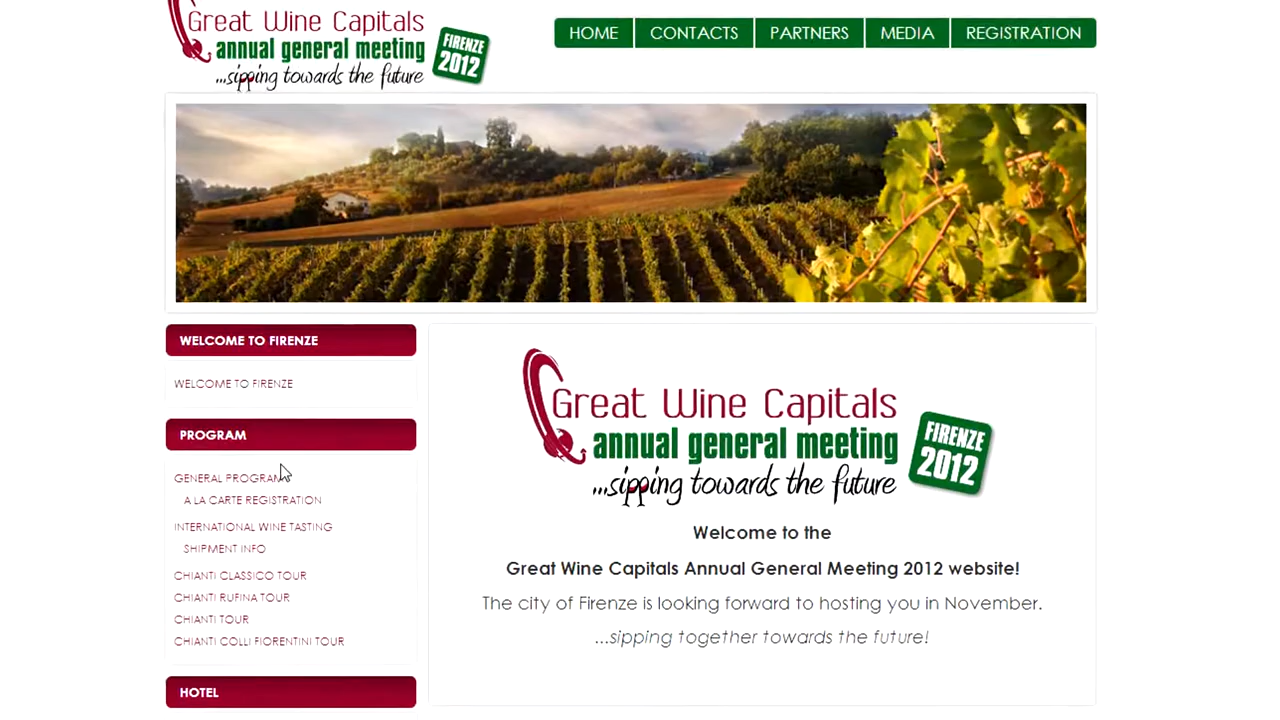 Great Wine Capitals
annual general meeting
FIRENZE
2012
...sipping towards the future
HOME
CONTACTS
PARTNERS
MEDIA
REGISTRATION
WELCOME TO FIRENZE
WELCOME TO FIRENZE
PROGRAM
GENERAL PROGRAM
A LA CARTE REGISTRATION
INTERNATIONAL WINE TASTING
SHIPMENT INFO
CHIANTI CLASSICO TOUR
CHIANTI RUFINA TOUR
CHIANTI TOUR
CHIANTI COLLI FIORENTINI TOUR
HOTEL
Great Wine Capitals
annual general meeting
FIRENZE
2012
...sipping towards the future
Welcome to the
Great Wine Capitals Annual General Meeting 2012 website!
The city of Firenze is looking forward to hosting you in November.
...sipping together towards the future!